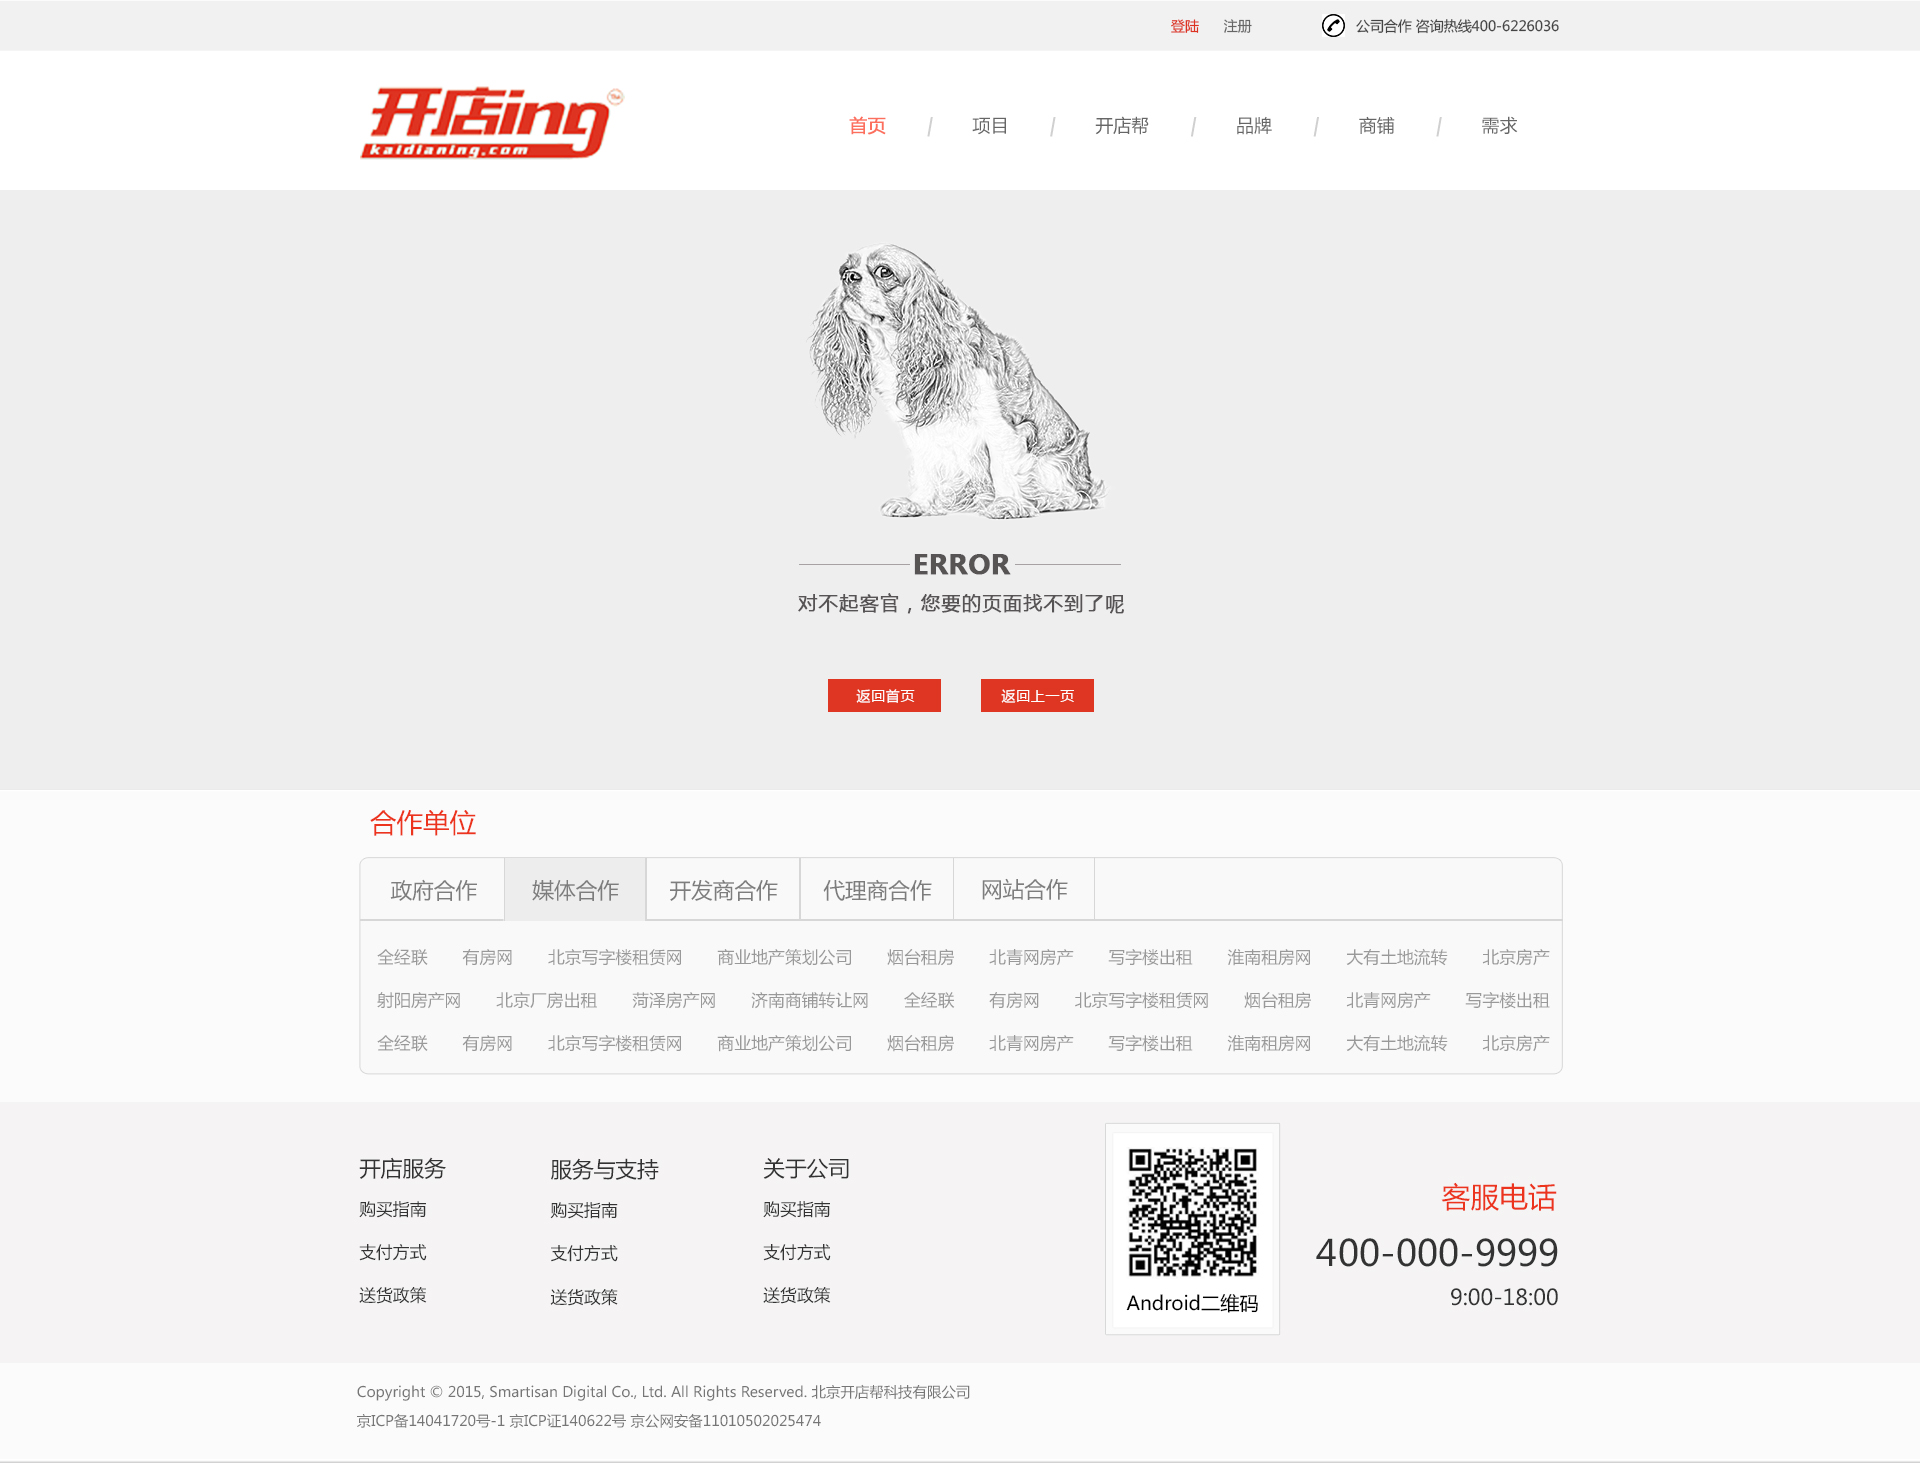 登陆 注册 公司合作 咨询热线400-6226036
开店ing
kaidianing.com
首页 / 项目 / 开店帮 / 品牌 / 商铺 / 需求
ERROR
对不起客官，您要的页面找不到了呢
返回首页 返回上一页
合作单位
政府合作 媒体合作 开发商合作 代理商合作 网站合作
全经联 有房网 北京写字楼租赁网 商业地产策划公司 烟台租房 北青网房产 写字楼出租 淮南租房网 大有土地流转 北京房产
射阳房产网 北京厂房出租 菏泽房产网 济南商铺转让网 全经联 有房网 北京写字楼租赁网 烟台租房 北青网房产 写字楼出租
全经联 有房网 北京写字楼租赁网 商业地产策划公司 烟台租房 北青网房产 写字楼出租 淮南租房网 大有土地流转 北京房产
开店服务 服务与支持 关于公司
购买指南 购买指南 购买指南
支付方式 支付方式 支付方式
送货政策 送货政策 送货政策
Android二维码
客服电话
400-000-9999
9:00-18:00
Copyright © 2015, Smartisan Digital Co., Ltd. All Rights Reserved. 北京开店帮科技有限公司
京ICP备14041720号-1 京ICP证140622号 京公网安备11010502025474